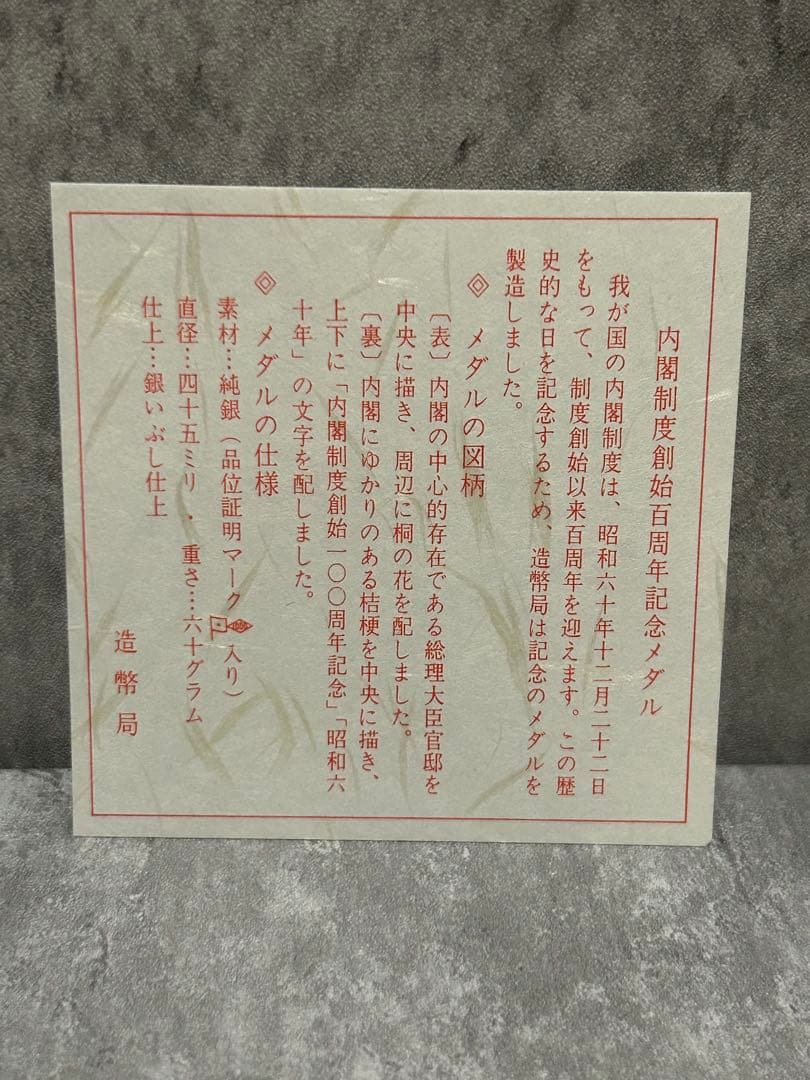 内閣制度創始百周年記念メダル
我が国の内閣制度は、昭和六十年十二月二十二日
をもって、制度創始以来百周年を迎えます。この歴
史的な日を記念するため、造幣局は記念のメダルを
製造しました。
◎ メダルの図柄
〔表〕内閣の中心的存在である総理大臣官邸を
中央に描き、周辺に桐の花を配しました。
〔裏〕内閣にゆかりのある桔梗を中央に描き、
上下に「内閣制度創始一〇〇周年記念」「昭和六
十年」の文字を配しました。
◎ メダルの仕様
素材…純銀(品位証明マーク入り)
直径…四十五ミリ・重さ…六十グラム
仕上…銀いぶし仕上
造幣局